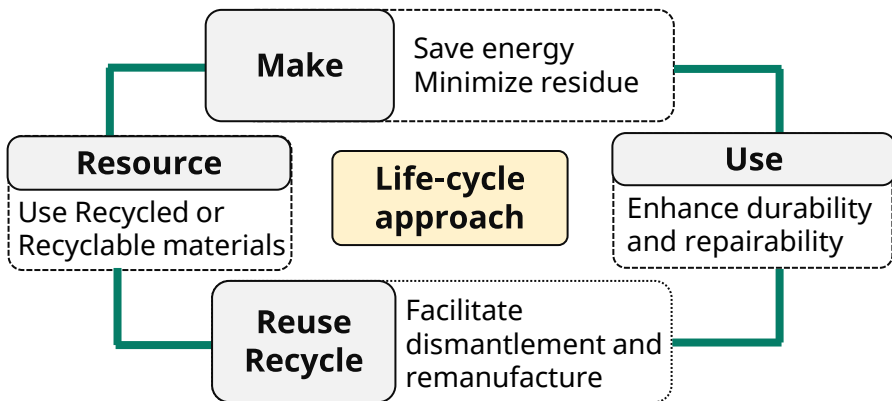 Make
Save energy
Minimize residue
Resource
Use Recycled or
Recyclable materials
Life-cycle
approach
Use
Enhance durability
and repairability
Reuse
Recycle
Facilitate
dismantlement and
remanufacture